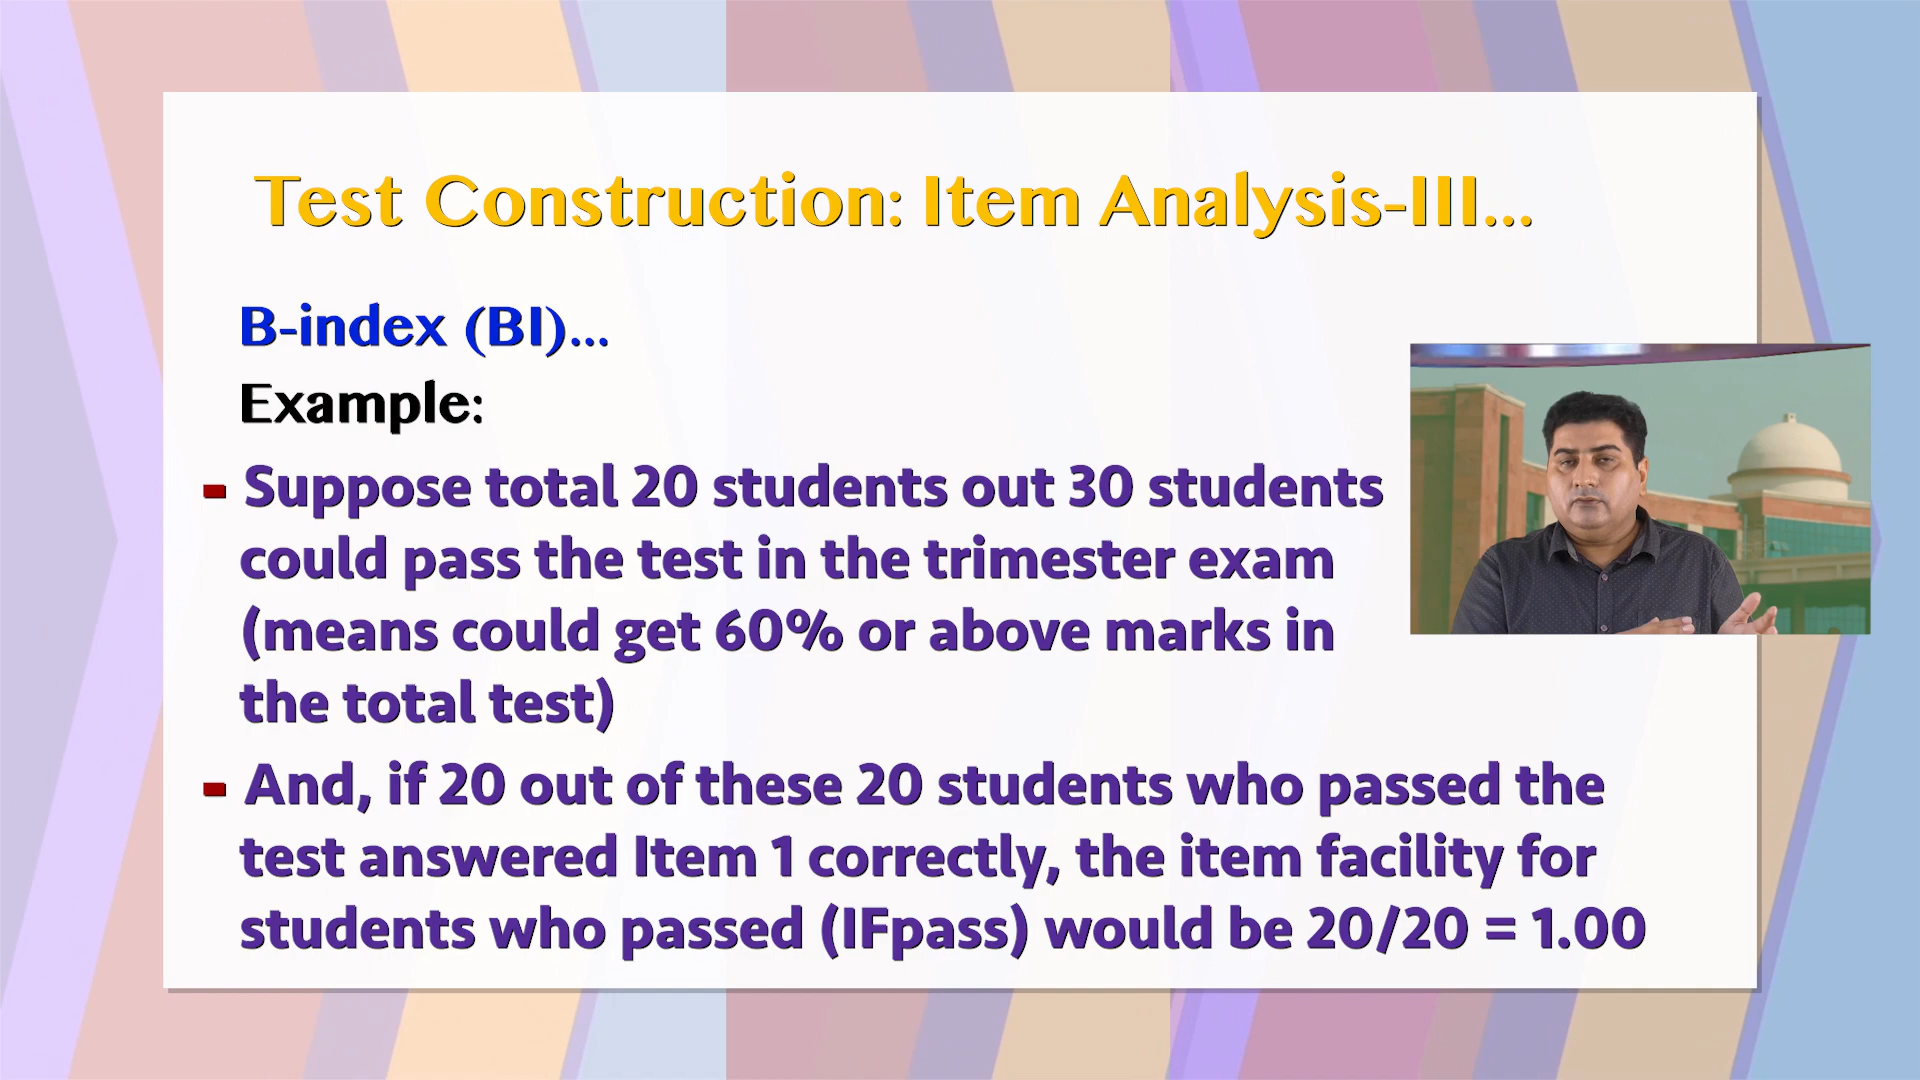 Test Construction: Item Analysis-III...
B-index (BI)...
Example:
- Suppose total 20 students out 30 students
could pass the test in the trimester exam
(means could get 60% or above marks in
the total test)
- And, if 20 out of these 20 students who passed the
test answered Item 1 correctly, the item facility for
students who passed (IFpass) would be 20/20 = 1.00